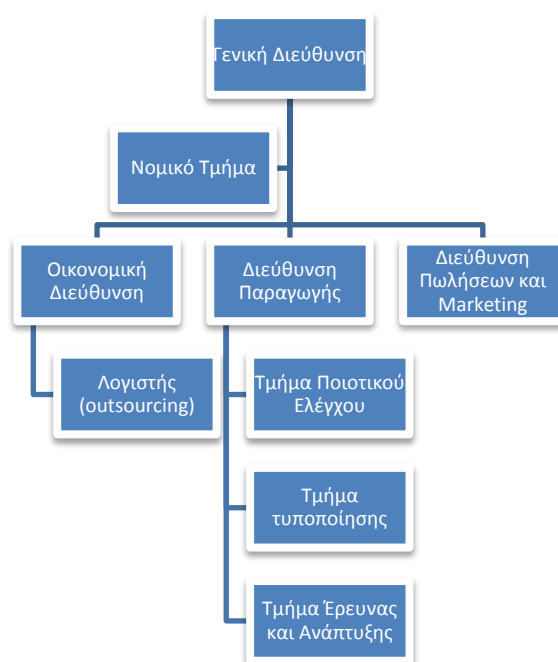 Γενική Διεύθυνση
Νομικό Τμήμα
Οικονομική
Διεύθυνση
Διεύθυνση
Παραγωγής
Διεύθυνση
Πωλήσεων και
Marketing
Λογιστής
(outsourcing)
Τμήμα Ποιοτικού
Ελέγχου
Τμήμα
τυποποίησης
Τμήμα Έρευνας
και Ανάπτυξης